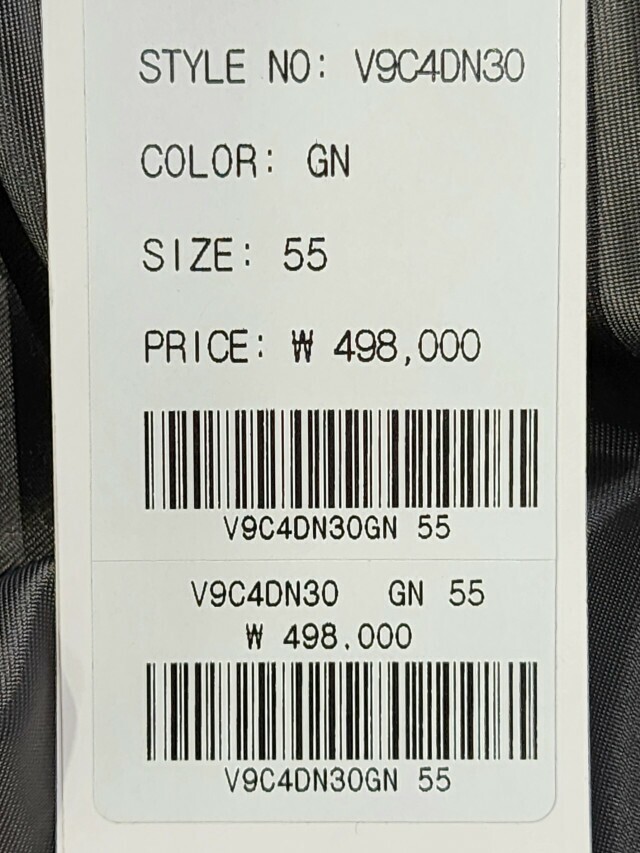 STYLE NO: V9C4DN30
COLOR: GN
SIZE: 55
PRICE: ₩ 498,000
V9C4DN30GN 55
V9C4DN30 GN 55
₩ 498.000
V9C4DN30GN 55